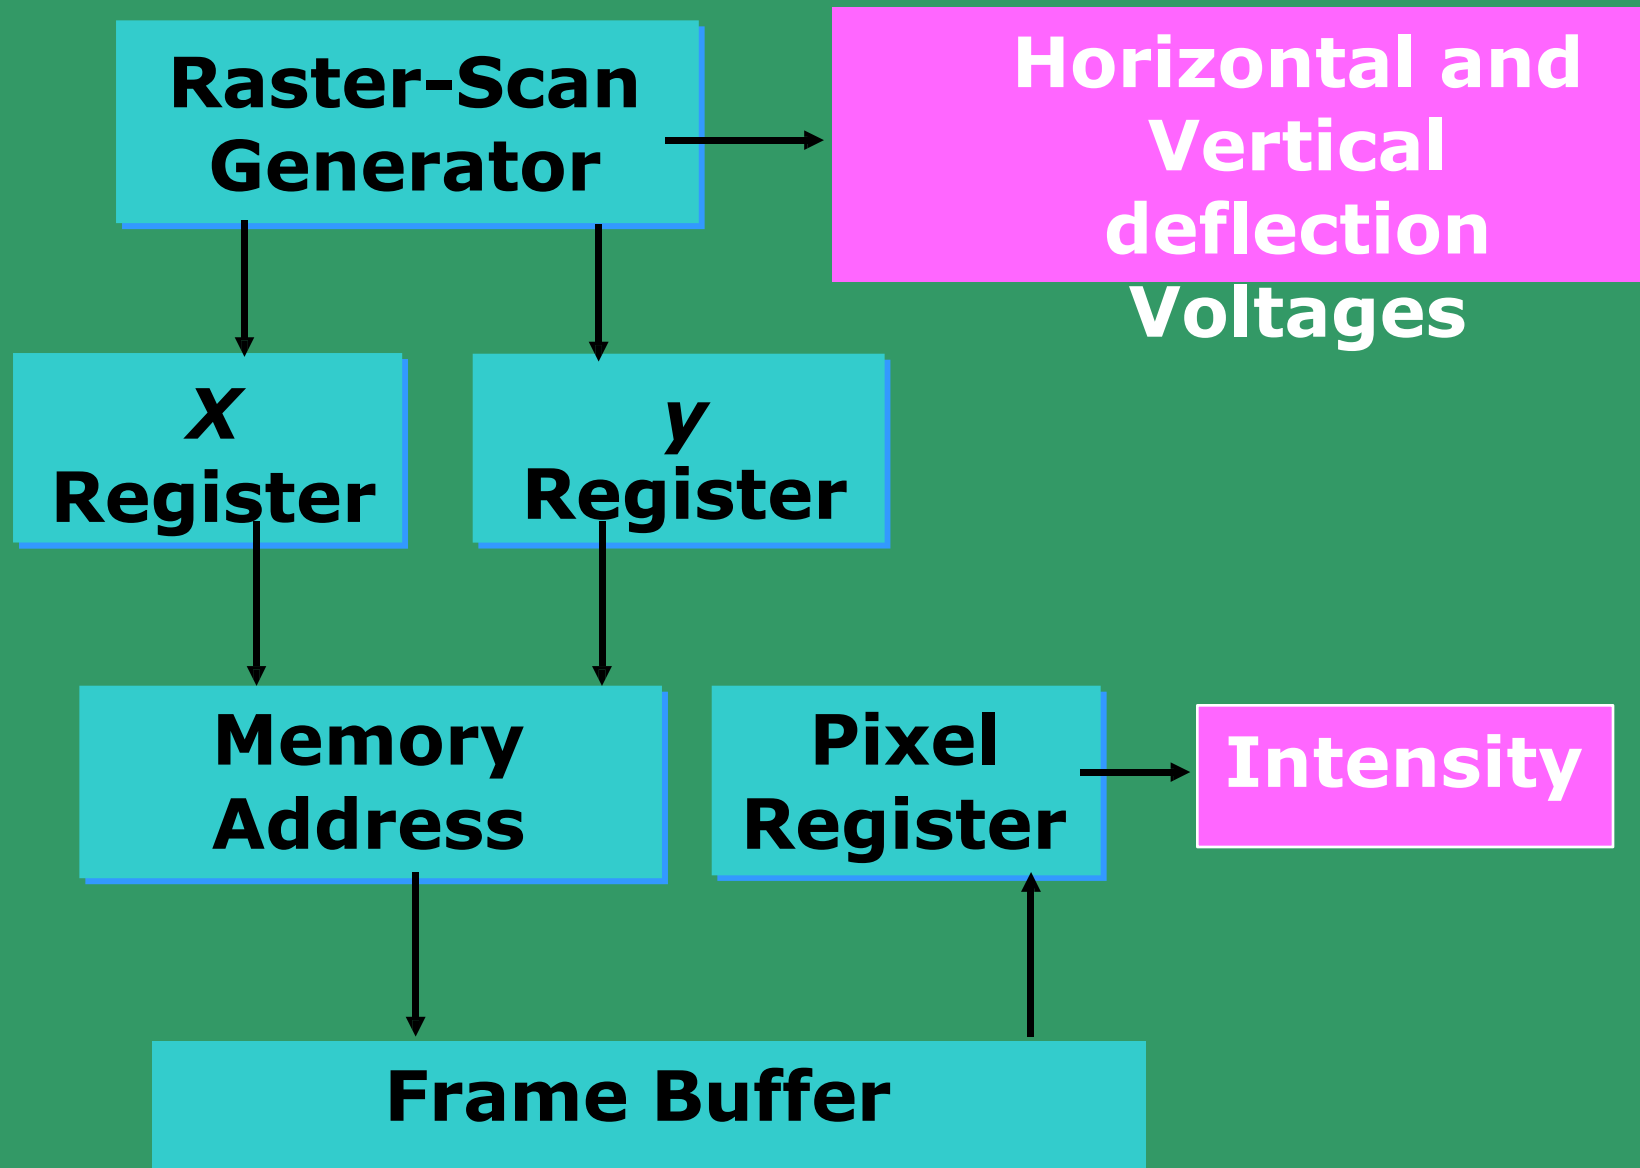 Raster-Scan
Generator
Horizontal and
Vertical
deflection
Voltages
X
Register
y
Register
Memory
Address
Pixel
Register
Intensity
Frame Buffer